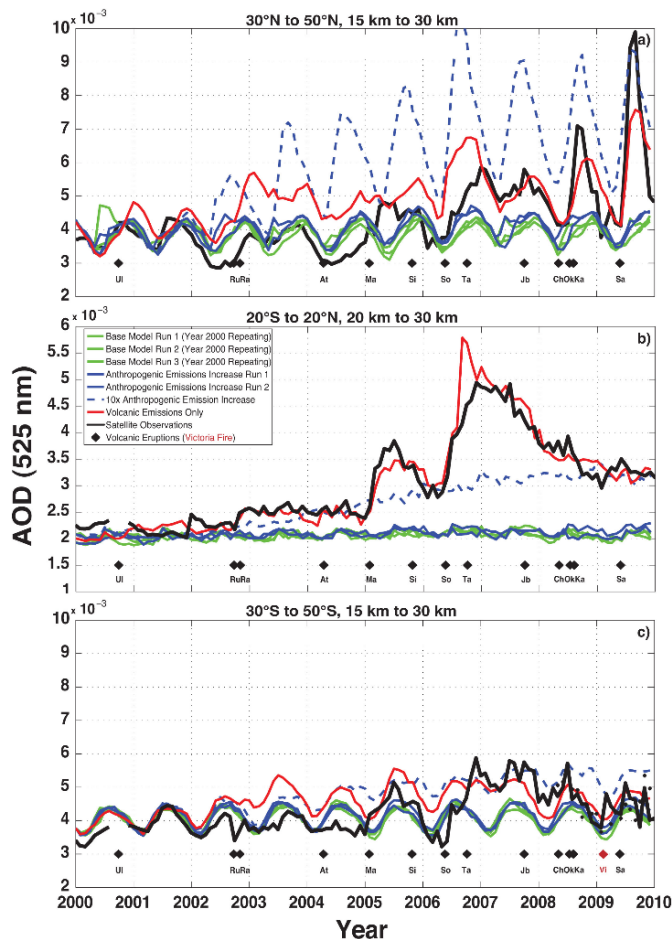 30°N to 50°N, 15 km to 30 km
10 x 10⁻³
a)
9
8
7
6
5
4
3
2
Ul RuRa At Ma Si So Ta Jb ChOkKa Sa
20°S to 20°N, 20 km to 30 km
6 x 10⁻³
b)
5.5
5
4.5
4
3.5
3
2.5
2
1.5
1
Base Model Run 1 (Year 2000 Repeating)
Base Model Run 2 (Year 2000 Repeating)
Base Model Run 3 (Year 2000 Repeating)
Anthropogenic Emissions Increase Run 1
Anthropogenic Emissions Increase Run 2
10x Anthropogenic Emission Increase
Volcanic Emissions Only
Satellite Observations
Volcanic Eruptions (Victoria Fire)
Ul RuRa At Ma Si So Ta Jb ChOkKa Sa
AOD (525 nm)
30°S to 50°S, 15 km to 30 km
10 x 10⁻³
c)
9
8
7
6
5
4
3
2
Ul RuRa At Ma Si So Ta Jb ChOkKa Vi Sa
2000 2001 2002 2003 2004 2005 2006 2007 2008 2009 2010
Year